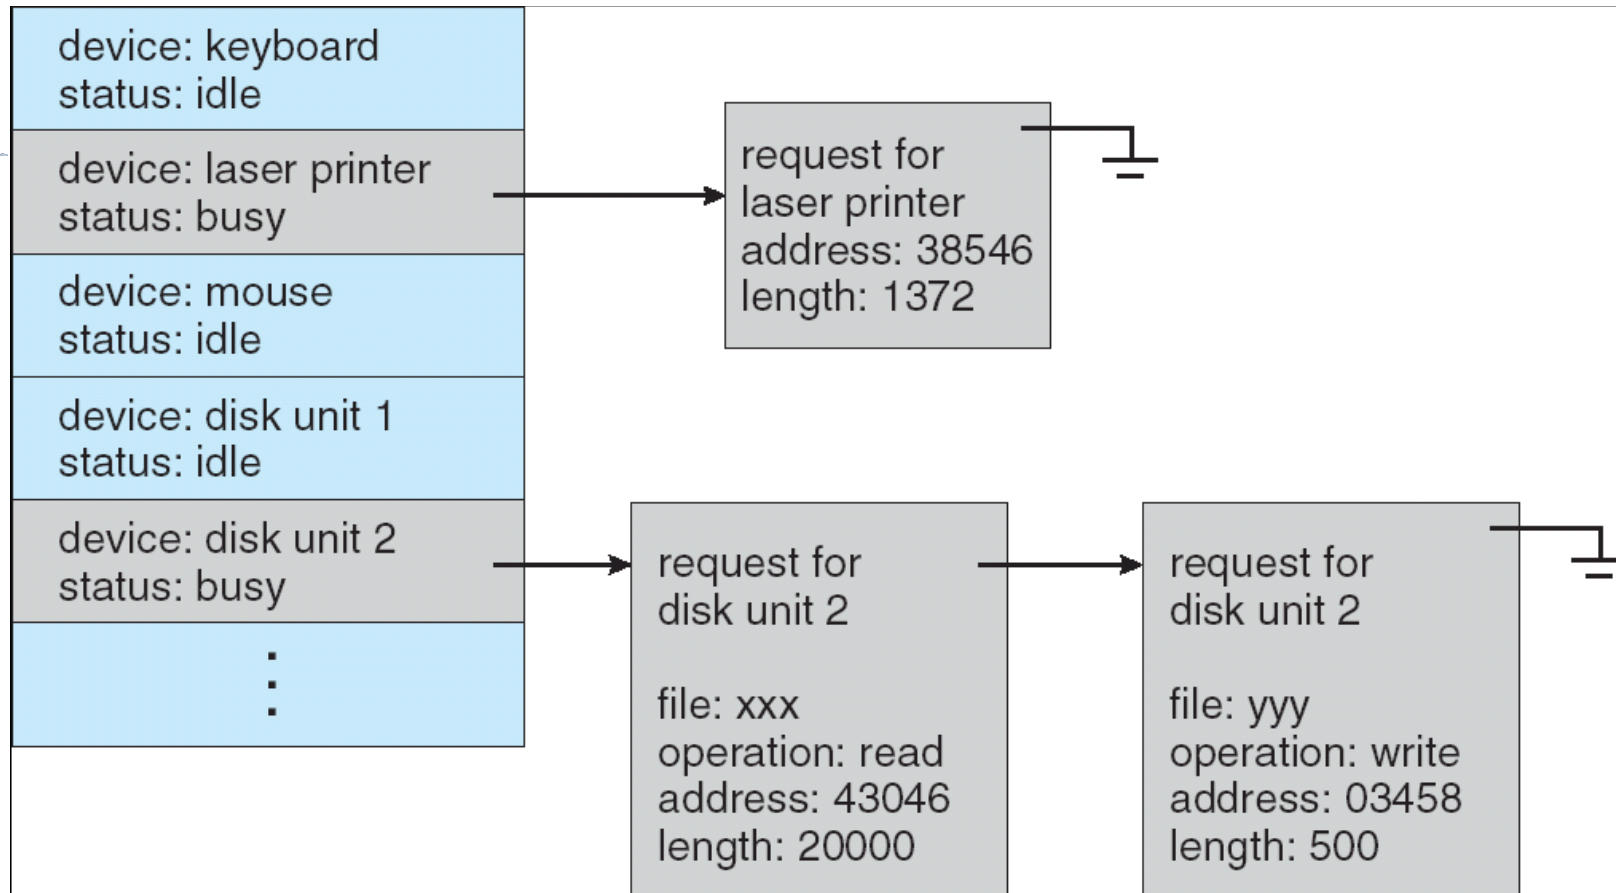 device: keyboard
status: idle
device: laser printer
status: busy
device: mouse
status: idle
device: disk unit 1
status: idle
device: disk unit 2
status: busy
request for
laser printer
address: 38546
length: 1372
request for
disk unit 2
file: xxx
operation: read
address: 43046
length: 20000
request for
disk unit 2
file: yyy
operation: write
address: 03458
length: 500